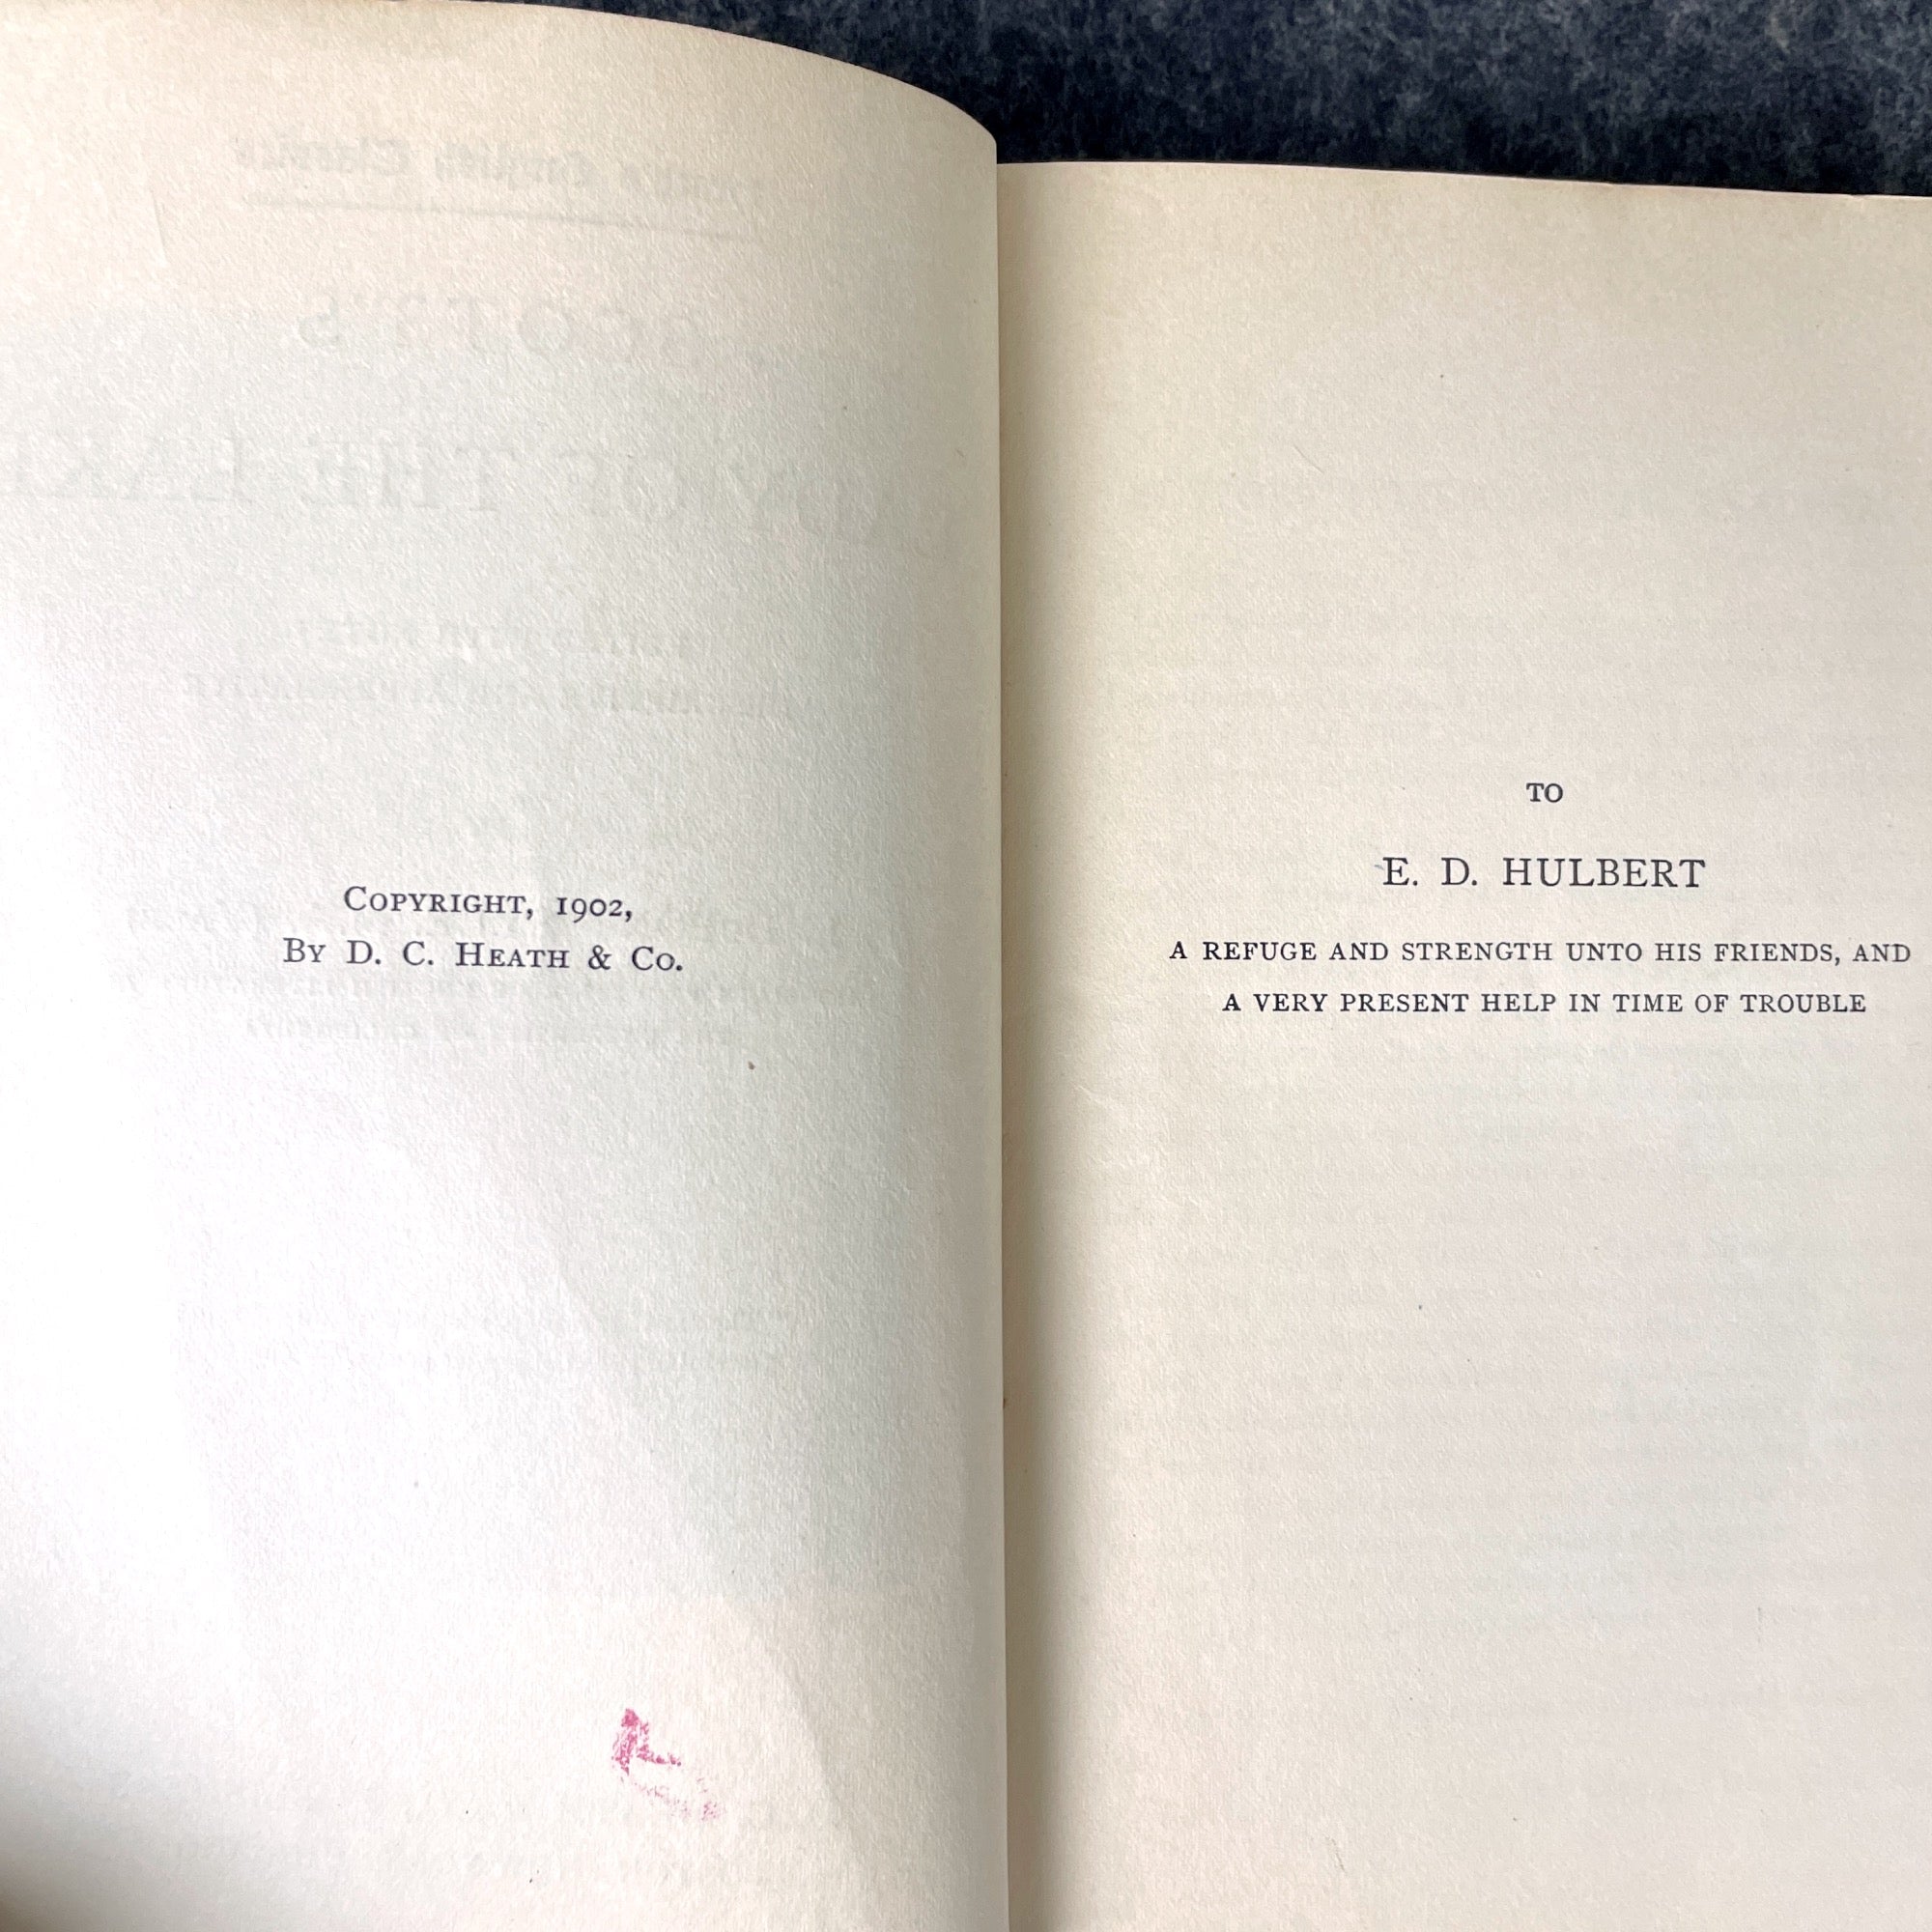 COPYRIGHT, 1902,
BY D. C. HEATH & CO.
TO
E. D. HULBERT
A REFUGE AND STRENGTH UNTO HIS FRIENDS, AND
A VERY PRESENT HELP IN TIME OF TROUBLE